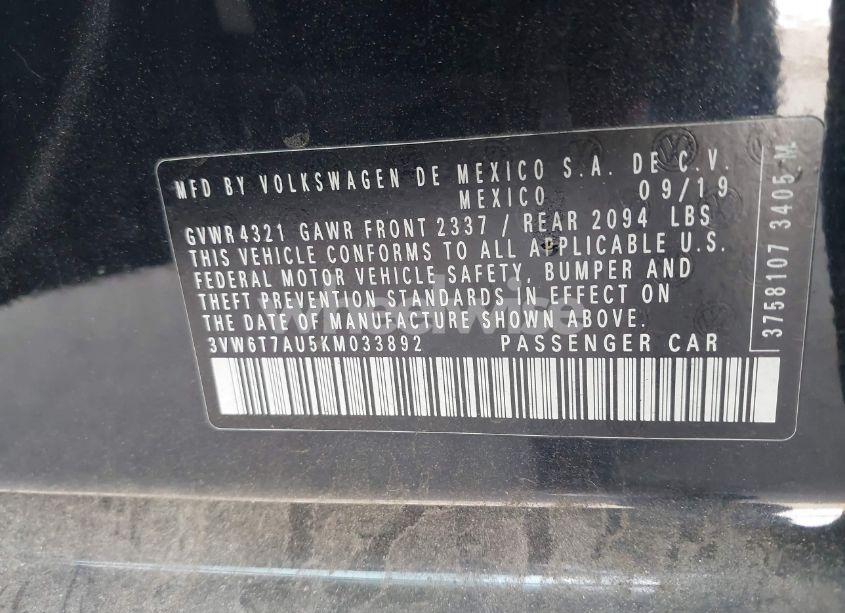 MFD BY VOLKSWAGEN DE MEXICO S.A. DE C.V.
MEXICO 09/19
GVWR 4321 GAWR FRONT 2337 / REAR 2094 LBS
THIS VEHICLE CONFORMS TO ALL APPLICABLE U.S.
FEDERAL MOTOR VEHICLE SAFETY, BUMPER AND
THEFT PREVENTION STANDARDS IN EFFECT ON
THE DATE OF MANUFACTURE SHOWN ABOVE.
3VW6T7AU5KM033892 PASSENGER CAR
3758107 3405 M
wheelwise